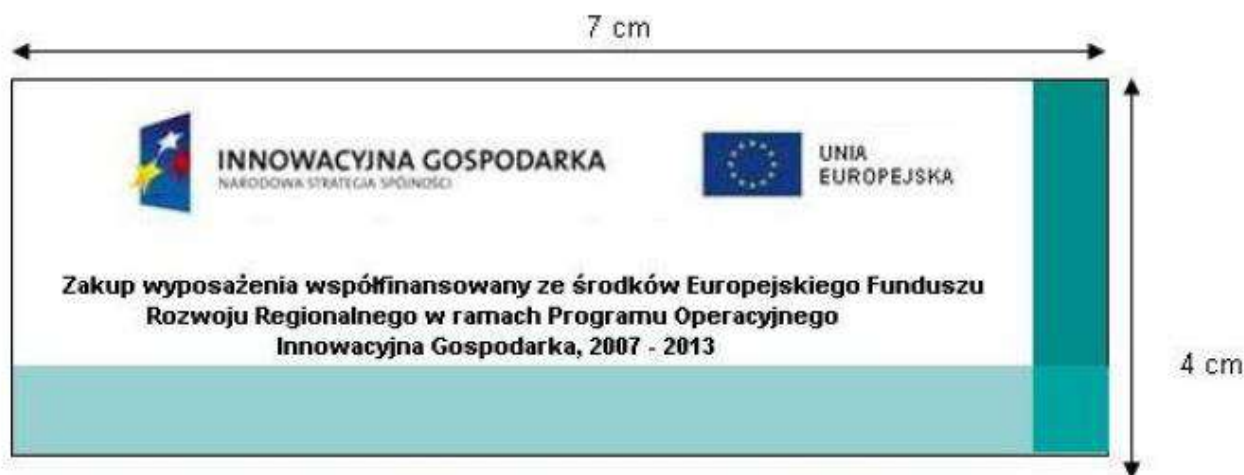 7 cm
INNOWACYJNA GOSPODARKA
NARODOWA STRATEGIA SPÓJNOŚCI
UNIA
EUROPEJSKA
Zakup wyposażenia współfinansowany ze środków Europejskiego Funduszu
Rozwoju Regionalnego w ramach Programu Operacyjnego
Innowacyjna Gospodarka, 2007 - 2013
4 cm